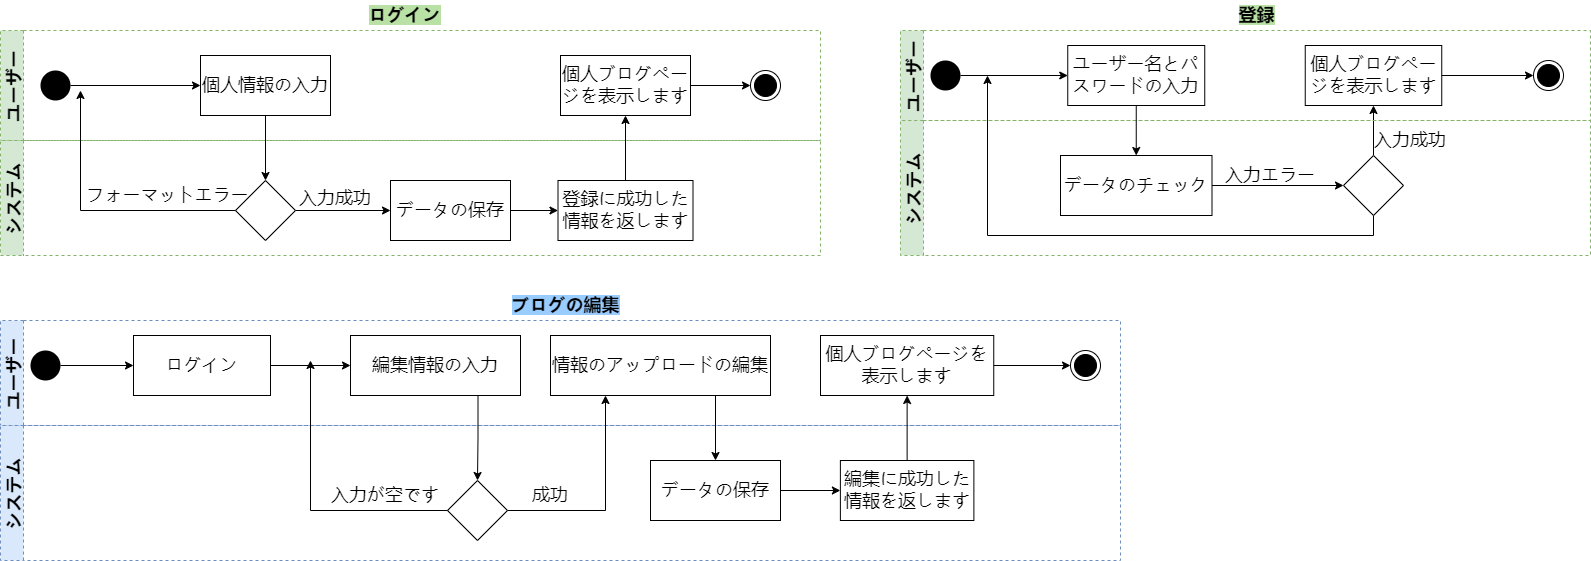 ログイン
ユーザー
個人情報の入力
個人ブログペー
ジを表示します
システム
フォーマットエラー
入力成功
データの保存
登録に成功した
情報を返します
登録
ユーザー
ユーザー名とパ
スワードの入力
個人ブログペー
ジを表示します
システム
入力成功
データのチェック
入力エラー
ブログの編集
ユーザー
ログイン
編集情報の入力
情報のアップロードの編集
個人ブログページを
表示します
システム
入力が空です
成功
データの保存
編集に成功した
情報を返します